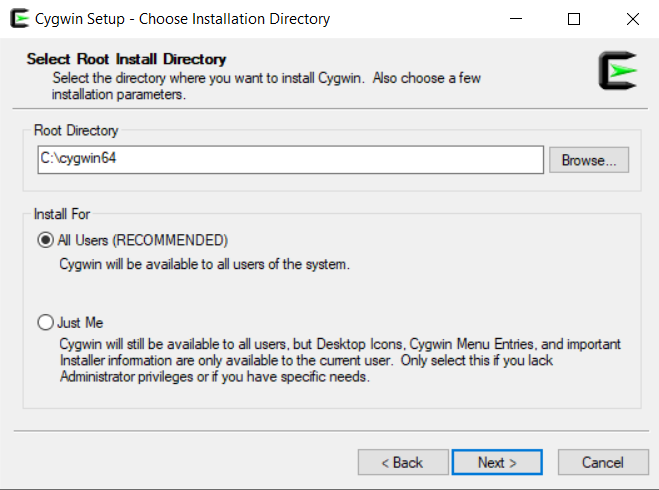 Cygwin Setup - Choose Installation Directory
Select Root Install Directory
Select the directory where you want to install Cygwin. Also choose a few
installation parameters.
Root Directory
C:\cygwin64
Browse...
Install For
All Users (RECOMMENDED)
Cygwin will be available to all users of the system.
Just Me
Cygwin will still be available to all users, but Desktop Icons, Cygwin Menu Entries, and important
Installer information are only available to the current user. Only select this if you lack
Administrator privileges or if you have specific needs.
< Back
Next >
Cancel